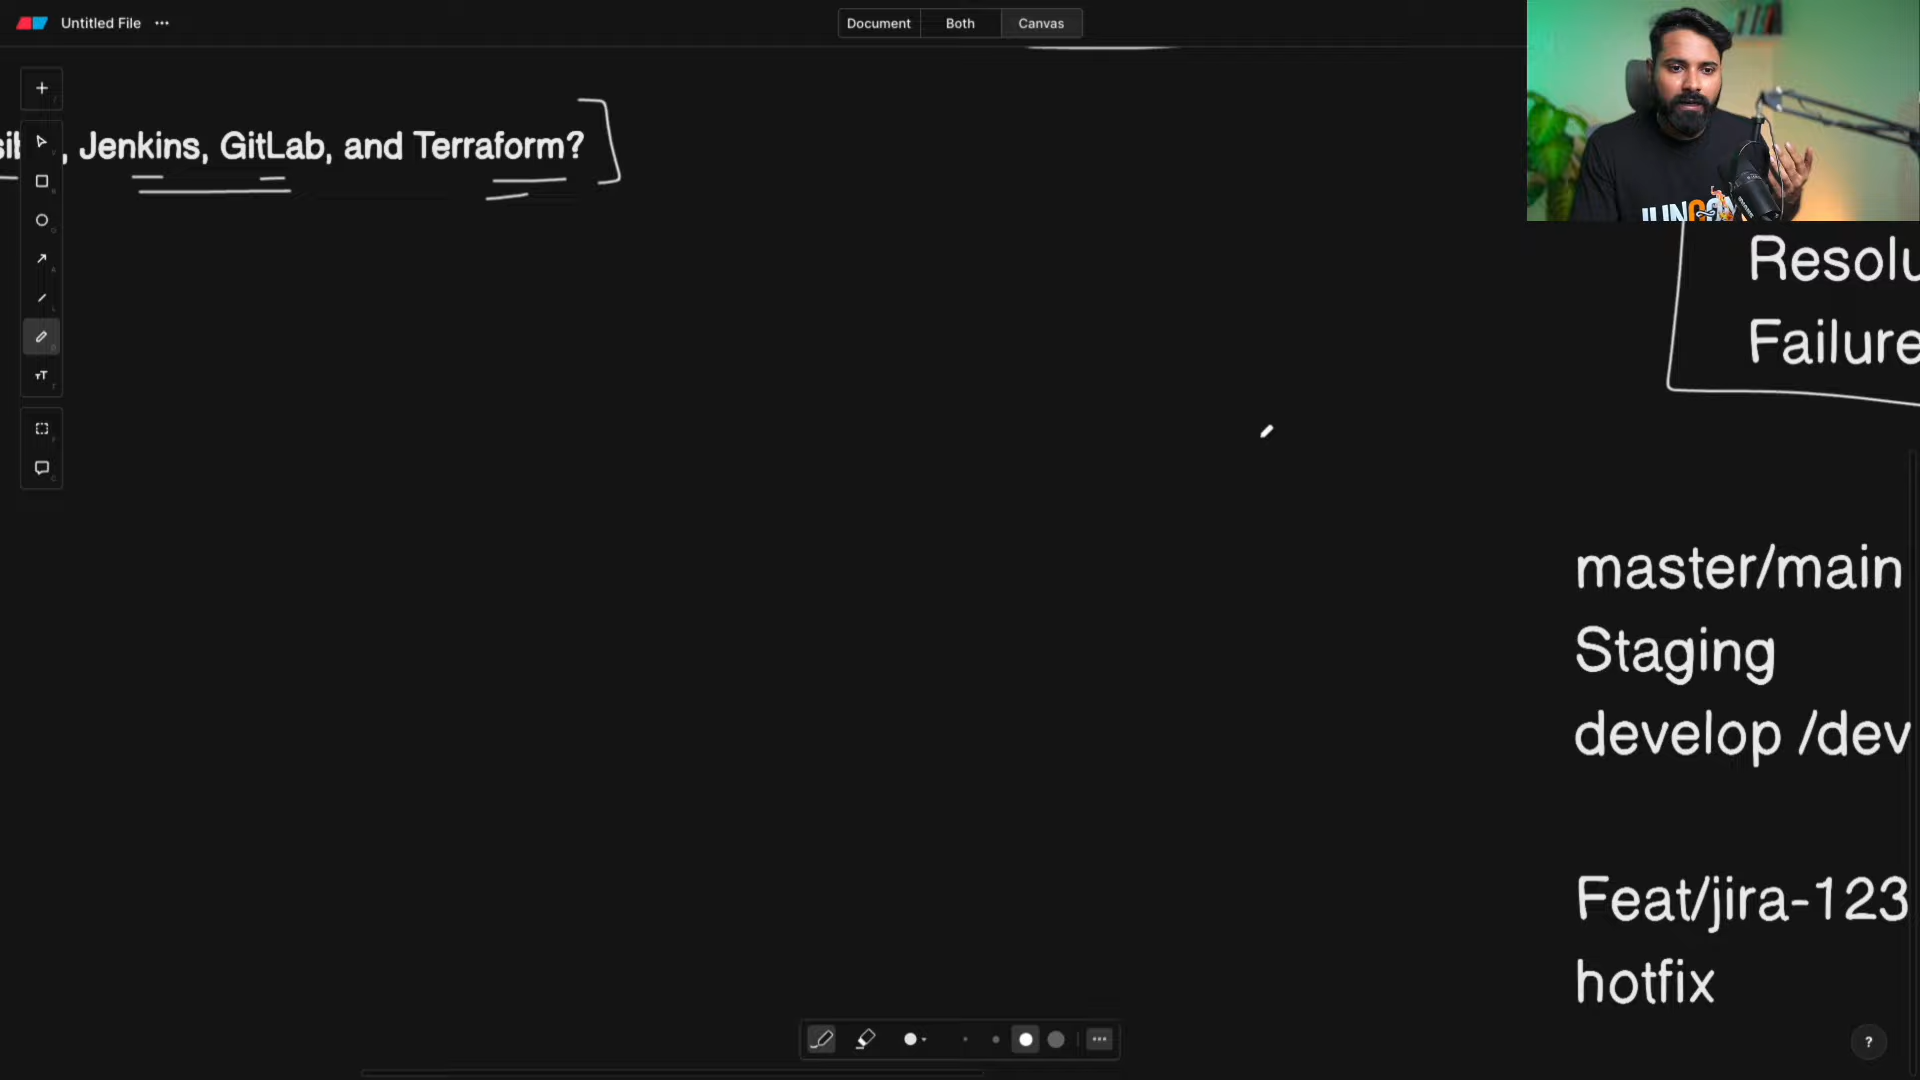 Untitled File
Document Both Canvas
, Jenkins, GitLab, and Terraform?
Resolu
Failure
master/main
Staging
develop /dev
Feat/jira-123
hotfix
?